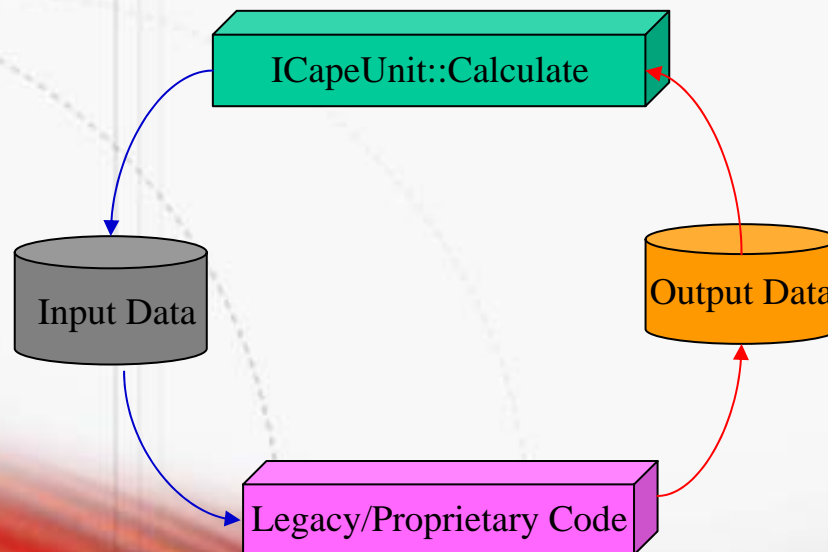 ICapeUnit::Calculate
Input Data
Output Data
Legacy/Proprietary Code